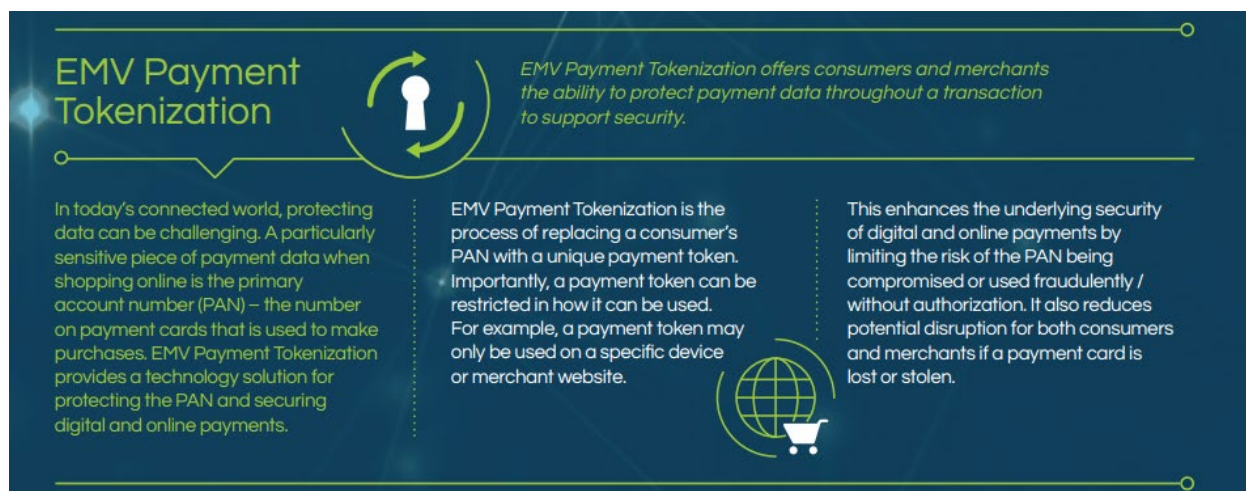 EMV Payment
Tokenization
EMV Payment Tokenization offers consumers and merchants
the ability to protect payment data throughout a transaction
to support security.
In today’s connected world, protecting
data can be challenging. A particularly
sensitive piece of payment data when
shopping online is the primary
account number (PAN) – the number
on payment cards that is used to make
purchases. EMV Payment Tokenization
provides a technology solution for
protecting the PAN and securing
digital and online payments.
EMV Payment Tokenization is the
process of replacing a consumer’s
PAN with a unique payment token.
Importantly, a payment token can be
restricted in how it can be used.
For example, a payment token may
only be used on a specific device
or merchant website.
This enhances the underlying security
of digital and online payments by
limiting the risk of the PAN being
compromised or used fraudulently /
without authorization. It also reduces
potential disruption for both consumers
and merchants if a payment card is
lost or stolen.